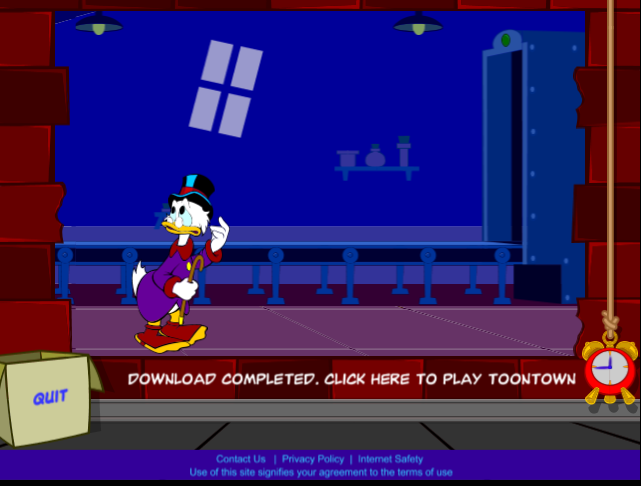 QUIT
DOWNLOAD COMPLETED. CLICK HERE TO PLAY TOONTOWN
Contact Us | Privacy Policy | Internet Safety
Use of this site signifies your agreement to the terms of use